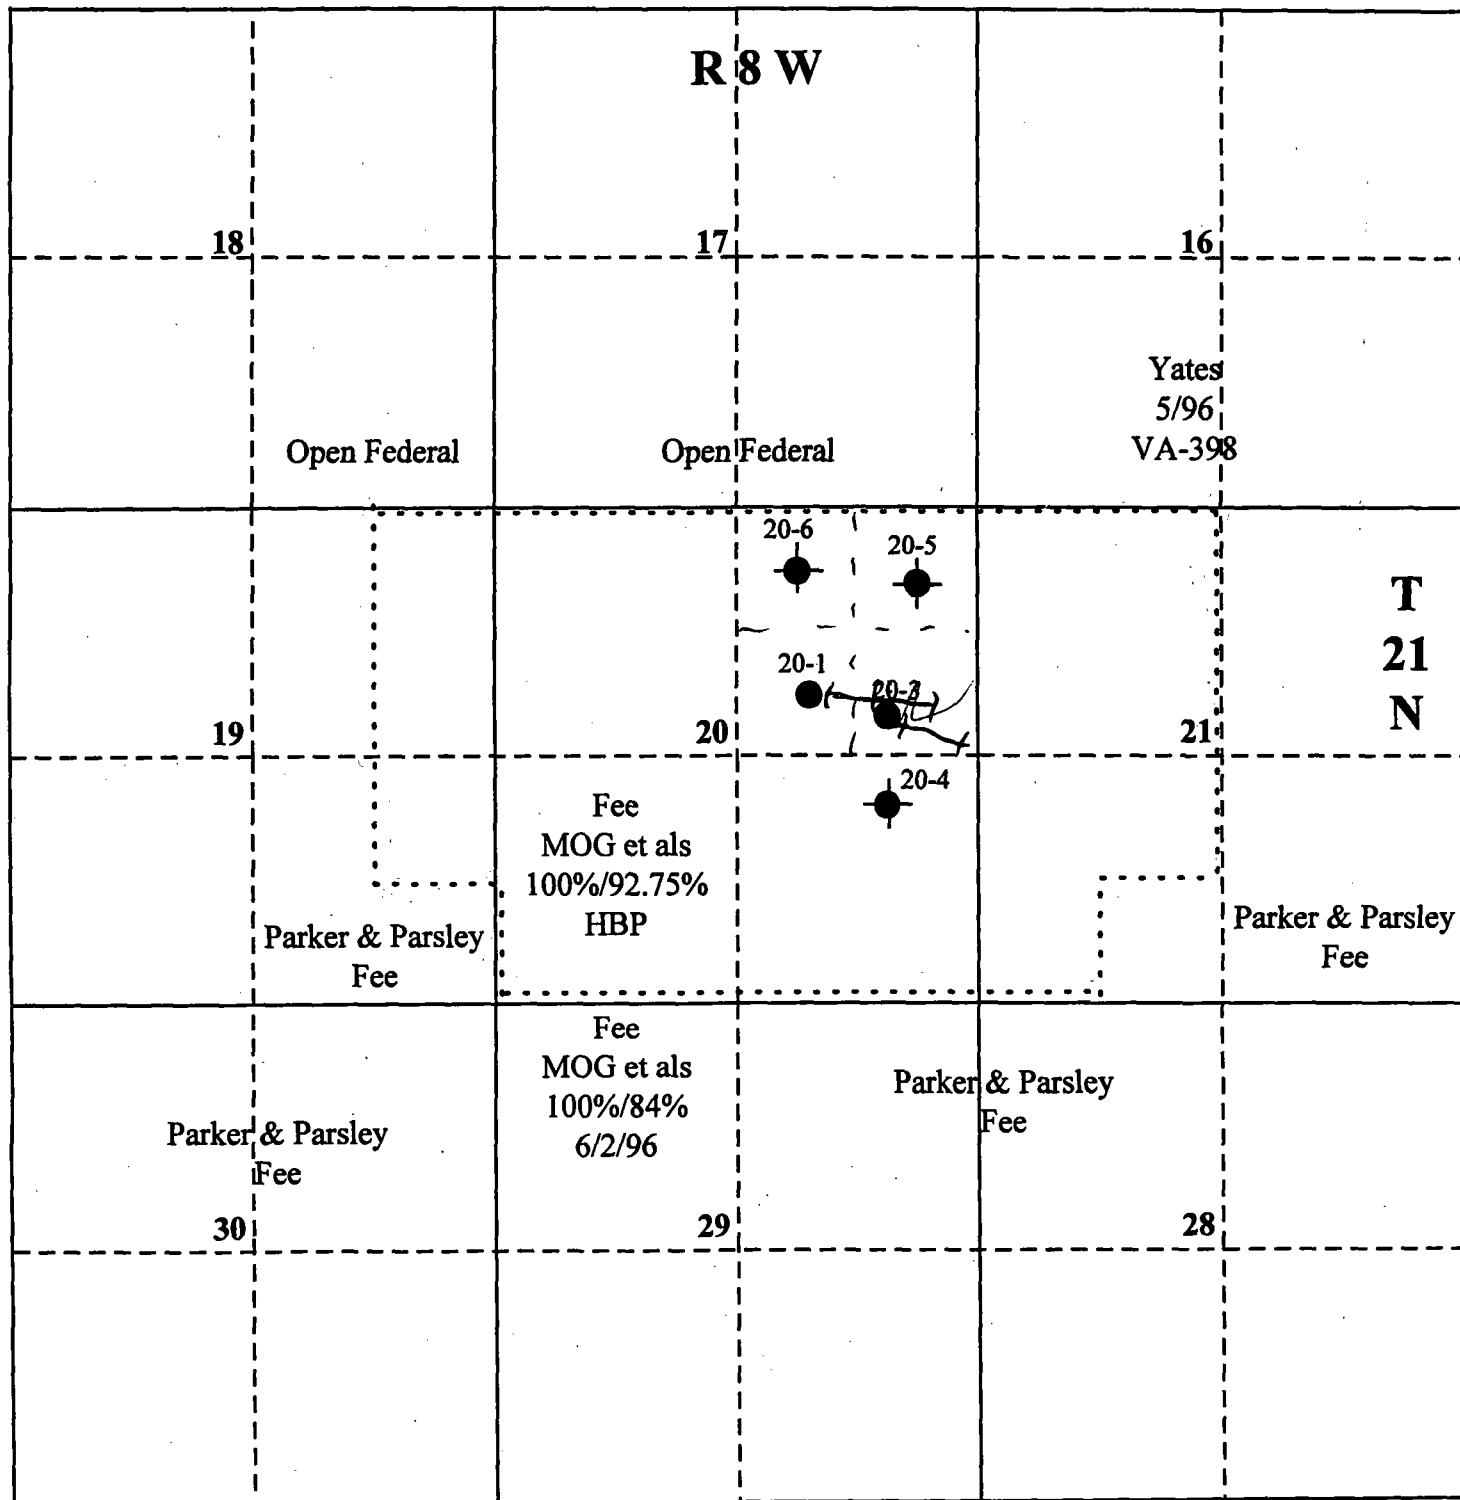 R 8 W
18
17
16
Yates
5/96
VA-398
Open Federal
Open Federal
20-6
20-5
T
21
N
20-1
20-3
19
20
21
20-4
Fee
MOG et als
100%/92.75%
HBP
Parker & Parsley
Fee
Parker & Parsley
Fee
Fee
MOG et als
100%/84%
6/2/96
Parker & Parsley
Fee
Parker & Parsley
Fee
30
29
28